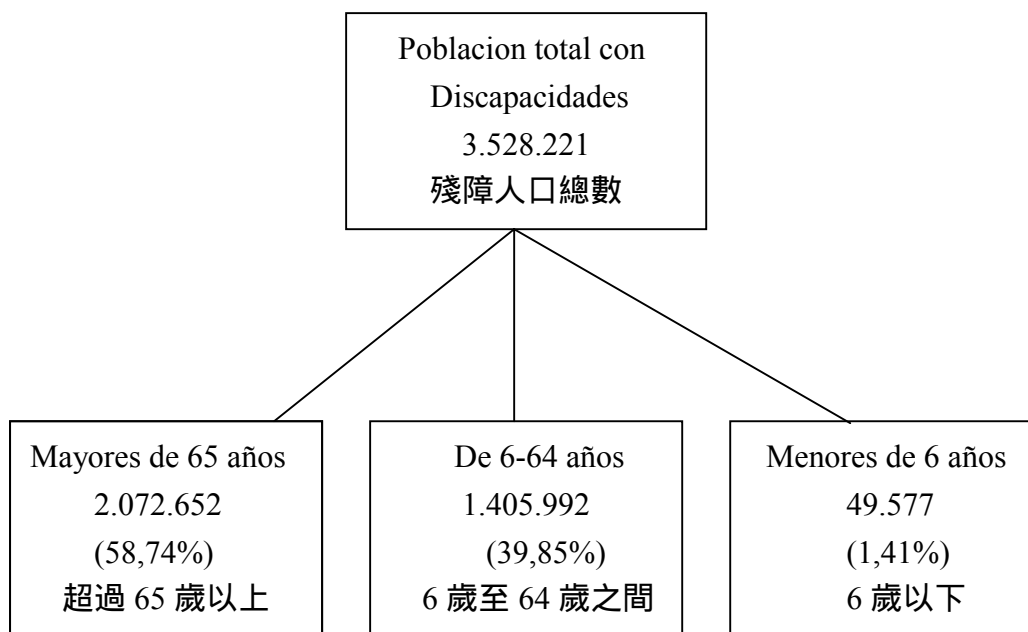 Poblacion total con
Discapacidades
3.528.221
殘障人口總數
Mayores de 65 años
2.072.652
(58,74%)
超過 65 歲以上
De 6-64 años
1.405.992
(39,85%)
6 歲至 64 歲之間
Menores de 6 años
49.577
(1,41%)
6 歲以下